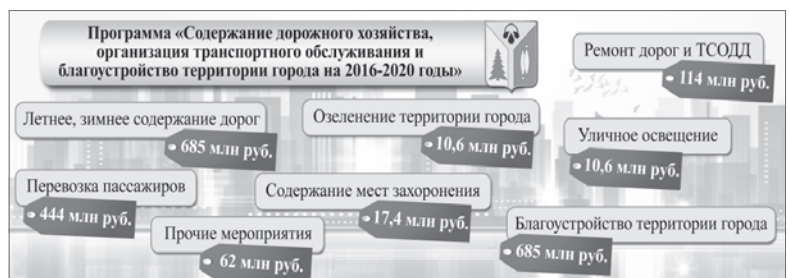 Программа «Содержание дорожного хозяйства,
организация транспортного обслуживания и
благоустройство территории города на 2016-2020 годы»
Ремонт дорог и ТСОДД
114 млн руб.
Летнее, зимнее содержание дорог
685 млн руб.
Озеленение территории города
10,6 млн руб.
Уличное освещение
10,6 млн руб.
Перевозка пассажиров
444 млн руб.
Содержание мест захоронения
17,4 млн руб.
Благоустройство территории города
685 млн руб.
Прочие мероприятия
62 млн руб.